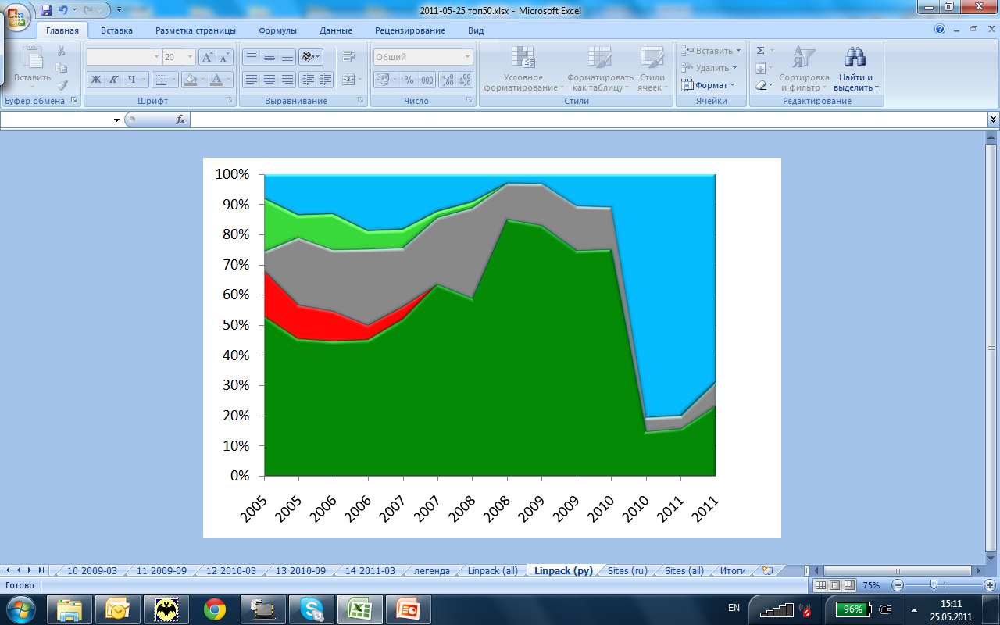 2011-05-25 топ50.xlsx - Microsoft Excel
Главная Вставка Разметка страницы Формулы Данные Рецензирование Вид
20 Общий Вставить
Вставить Удалить
Ж К Ч % 000 Условное форматирование Форматировать как таблицу Стили ячеек Формат Сортировка и фильтр Найти и выделить
Буфер обмена Шрифт Выравнивание Число Стили Ячейки Редактирование
fx
100%
90%
80%
70%
60%
50%
40%
30%
20%
10%
0%
2005 2005 2006 2006 2007 2007 2008 2008 2009 2009 2010 2010 2011 2011
10 2009-03 11 2009-09 12 2010-03 13 2010-09 14 2011-03 легенда Linpack (all) Linpack (ру) Sites (ru) Sites (all) Итоги
Готово 75%
EN 96% 15:11
25.05.2011